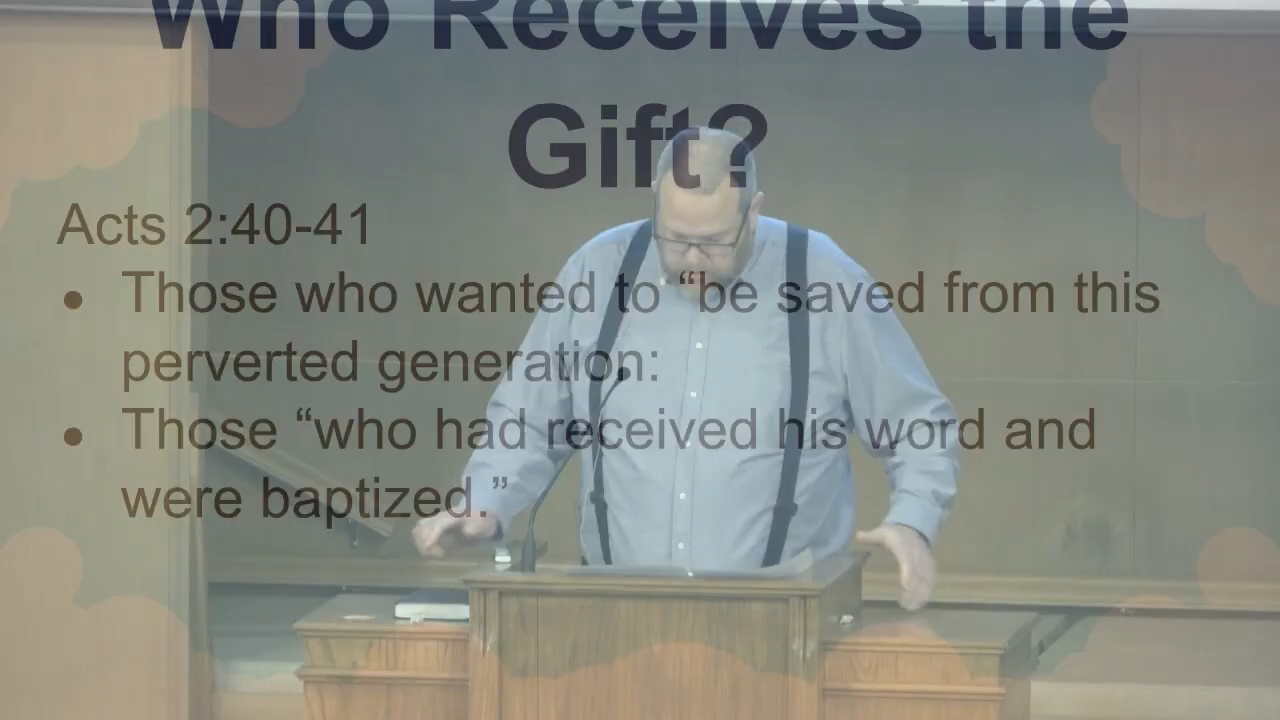 Who Receives the
Gift?
Acts 2:40-41
• Those who wanted to “be saved from this
perverted generation:
• Those “who had received his word and
were baptized.”